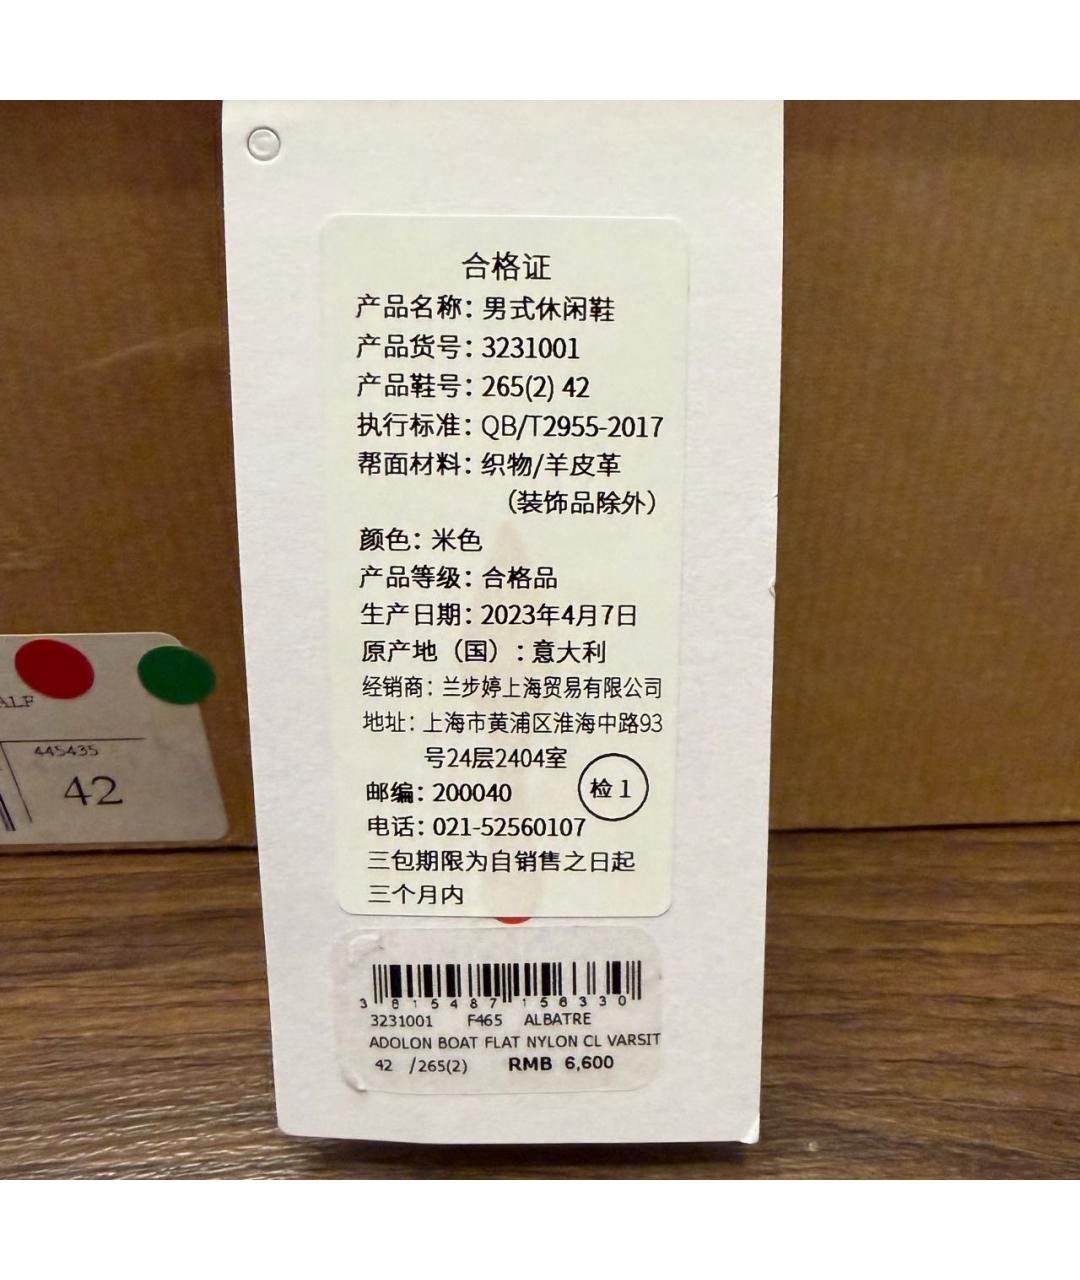 合格证
产品名称：男式休闲鞋
产品货号：3231001
产品鞋号：265(2) 42
执行标准：QB/T2955-2017
帮面材料：织物/羊皮革
（装饰品除外）
颜色：米色
产品等级：合格品
生产日期：2023年4月7日
原产地（国）：意大利
经销商：兰步婷上海贸易有限公司
地址：上海市黄浦区淮海中路93
号24层2404室
检1
邮编：200040
电话：021-52560107
三包期限为自销售之日起
三个月内
3 615487 156330
3231001 F465 ALBATRE
ADOLON BOAT FLAT NYLON CL VARSIT
42 /265(2) RMB 6,600
ALF
445435
42